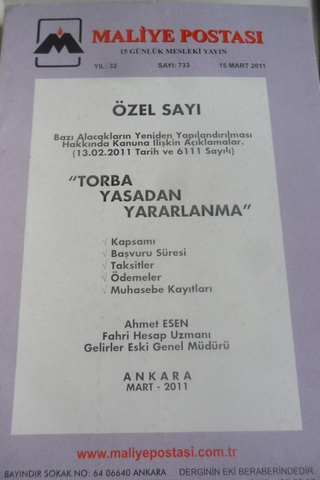 MALİYE POSTASI
15 GÜNLÜK MESLEKİ YAYIN
YIL: 32 SAYI: 733 15 MART 2011
ÖZEL SAYI
Bazı Alacakların Yeniden Yapılandırılması
Hakkında Kanuna İlişkin Açıklamalar.
(13.02.2011 Tarih ve 6111 Sayılı)
“TORBA
YASADAN
YARARLANMA”
√ Kapsamı
√ Başvuru Süresi
√ Taksitler
√ Ödemeler
√ Muhasebe Kayıtları
Ahmet ESEN
Fahri Hesap Uzmanı
Gelirler Eski Genel Müdürü
ANKARA
MART - 2011
www.maliyepostasi.com.tr
BAYINDIR SOKAK NO: 64 06640 ANKARA DERGİNİN EKİ BERABERİNDEDİR.